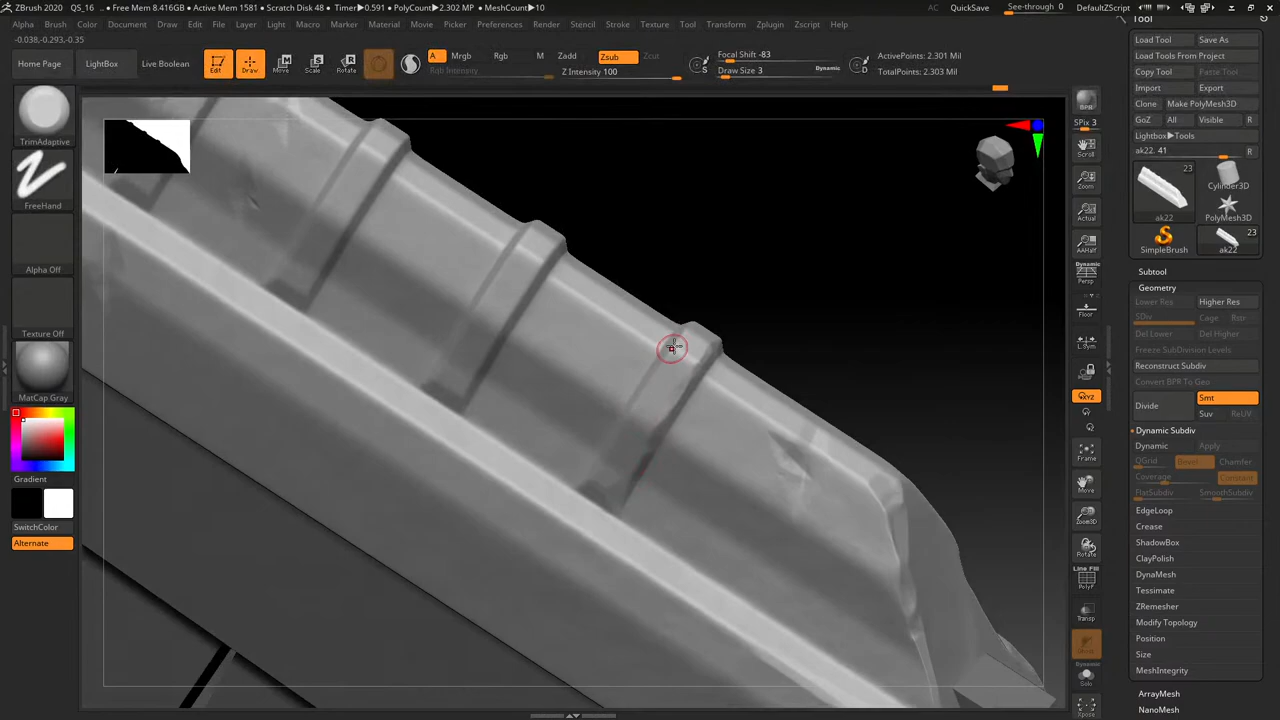 ZBrush 2020 QS_16 .. • Free Mem 8.416GB • Active Mem 1581 • Scratch Disk 48 • Timer▶0.591 • PolyCount▶2.302 MP • MeshCount▶10
AC QuickSave See-through 0 Menus DefaultZScript
Alpha Brush Color Document Draw Edit File Layer Light Macro Marker Material Movie Picker Preferences Render Stencil Stroke Texture Tool Transform Zplugin Zscript Help
-0.038,-0.293,-0.35
Home Page LightBox Live Boolean
Edit Draw Move Scale Rotate
A Mrgb Rgb M Zadd Zsub Zcut
Rgb Intensity Z Intensity 100
Focal Shift -83
Draw Size 3 Dynamic
S D
ActivePoints: 2.301 Mil
TotalPoints: 2.303 Mil
TrimAdaptive
FreeHand
Alpha Off
Texture Off
MatCap Gray
Gradient
SwitchColor
Alternate
BPR
SPix 3
Scroll
Zoom
Actual
AAHalf
Dynamic
Persp
Floor
L.Sym
XYZ
Frame
Move
Zoom3D
Rotate
Line Fill
PolyF
Transp
Dynamic
Solo
Xpose
Tool
Load Tool Save As
Load Tools From Project
Copy Tool Paste Tool
Import Export
Clone Make PolyMesh3D
GoZ All Visible R
Lightbox▶Tools
ak22. 41 R
23
Cylinder3D
ak22 PolyMesh3D
23
SimpleBrush ak22
Subtool
Geometry
Lower Res Higher Res
SDiv Cage Rstr
Del Lower Del Higher
Freeze SubDivision Levels
Reconstruct Subdiv
Convert BPR To Geo
Divide Smt
Suv ReUV
Dynamic Subdiv
Dynamic Apply
QGrid Bevel Chamfer
Coverage Constant
FlatSubdiv SmoothSubdiv
EdgeLoop
Crease
ShadowBox
ClayPolish
DynaMesh
Tessimate
ZRemesher
Modify Topology
Position
Size
MeshIntegrity
ArrayMesh
NanoMesh